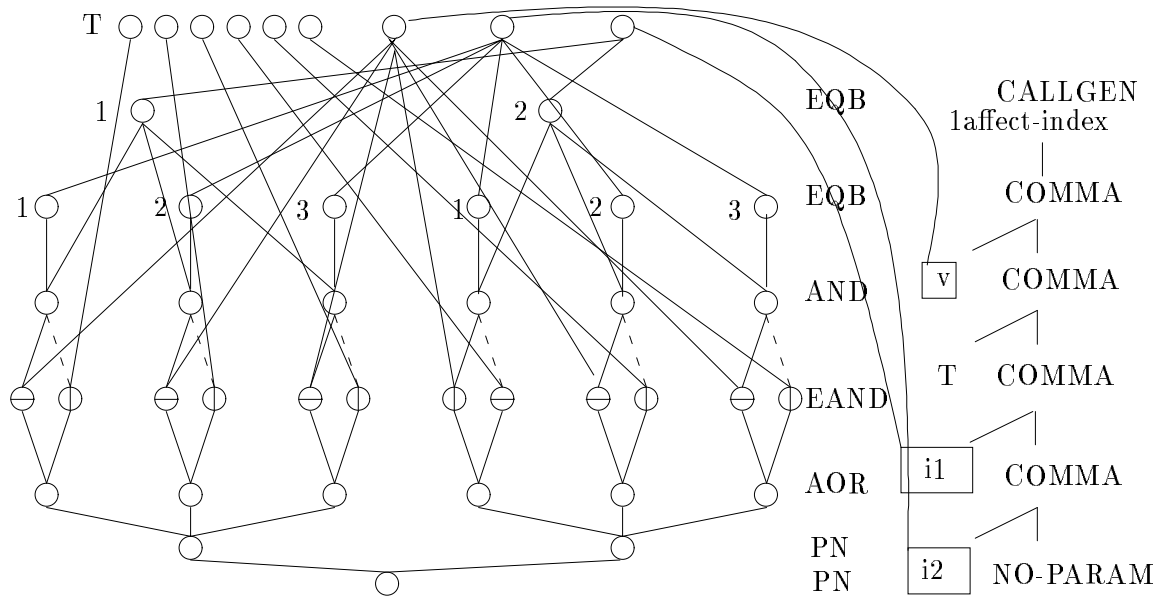 T
EQB
CALLGEN
1 2
1affect-index
1 2 3 1 2 3
EQB
COMMA
AND
v COMMA
T COMMA
EAND
AOR
i1 COMMA
PN
PN
i2 NO-PARAM